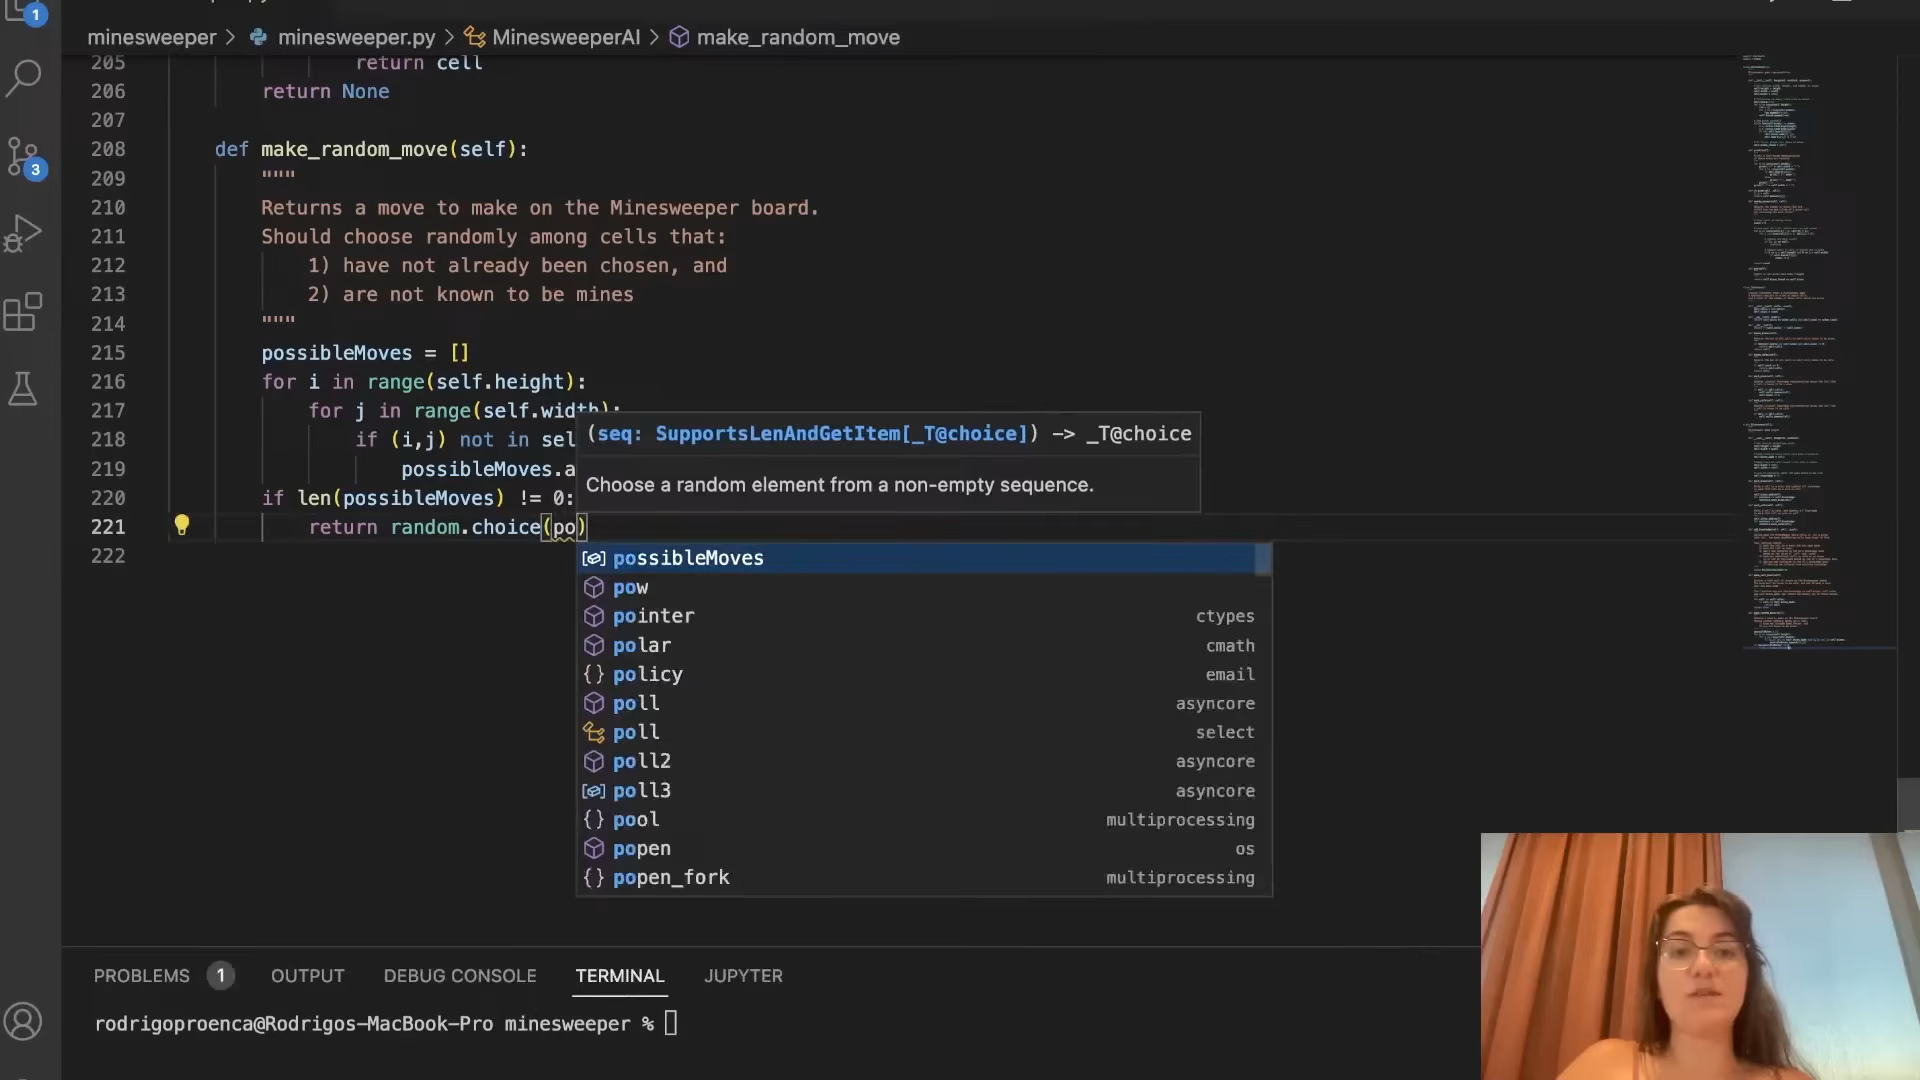 1
minesweeper > minesweeper.py > MinesweeperAI > make_random_move
205 return cell
206 return None
207
3
208 def make_random_move(self):
209 """
210 Returns a move to make on the Minesweeper board.
211 Should choose randomly among cells that:
212 1) have not already been chosen, and
213 2) are not known to be mines
214 """
215 possibleMoves = []
216 for i in range(self.height):
217 for j in range(self.width):
218 if (i,j) not in sel
219 possibleMoves.a
220 if len(possibleMoves) != 0:
221 return random.choice(po)
222
(seq: SupportsLenAndGetItem[_T@choice]) -> _T@choice
Choose a random element from a non-empty sequence.
possibleMoves
pow
pointer ctypes
polar cmath
policy email
poll asyncore
poll select
poll2 asyncore
poll3 asyncore
pool multiprocessing
popen os
popen_fork multiprocessing
PROBLEMS 1 OUTPUT DEBUG CONSOLE TERMINAL JUPYTER
rodrigoproenca@Rodrigos-MacBook-Pro minesweeper %